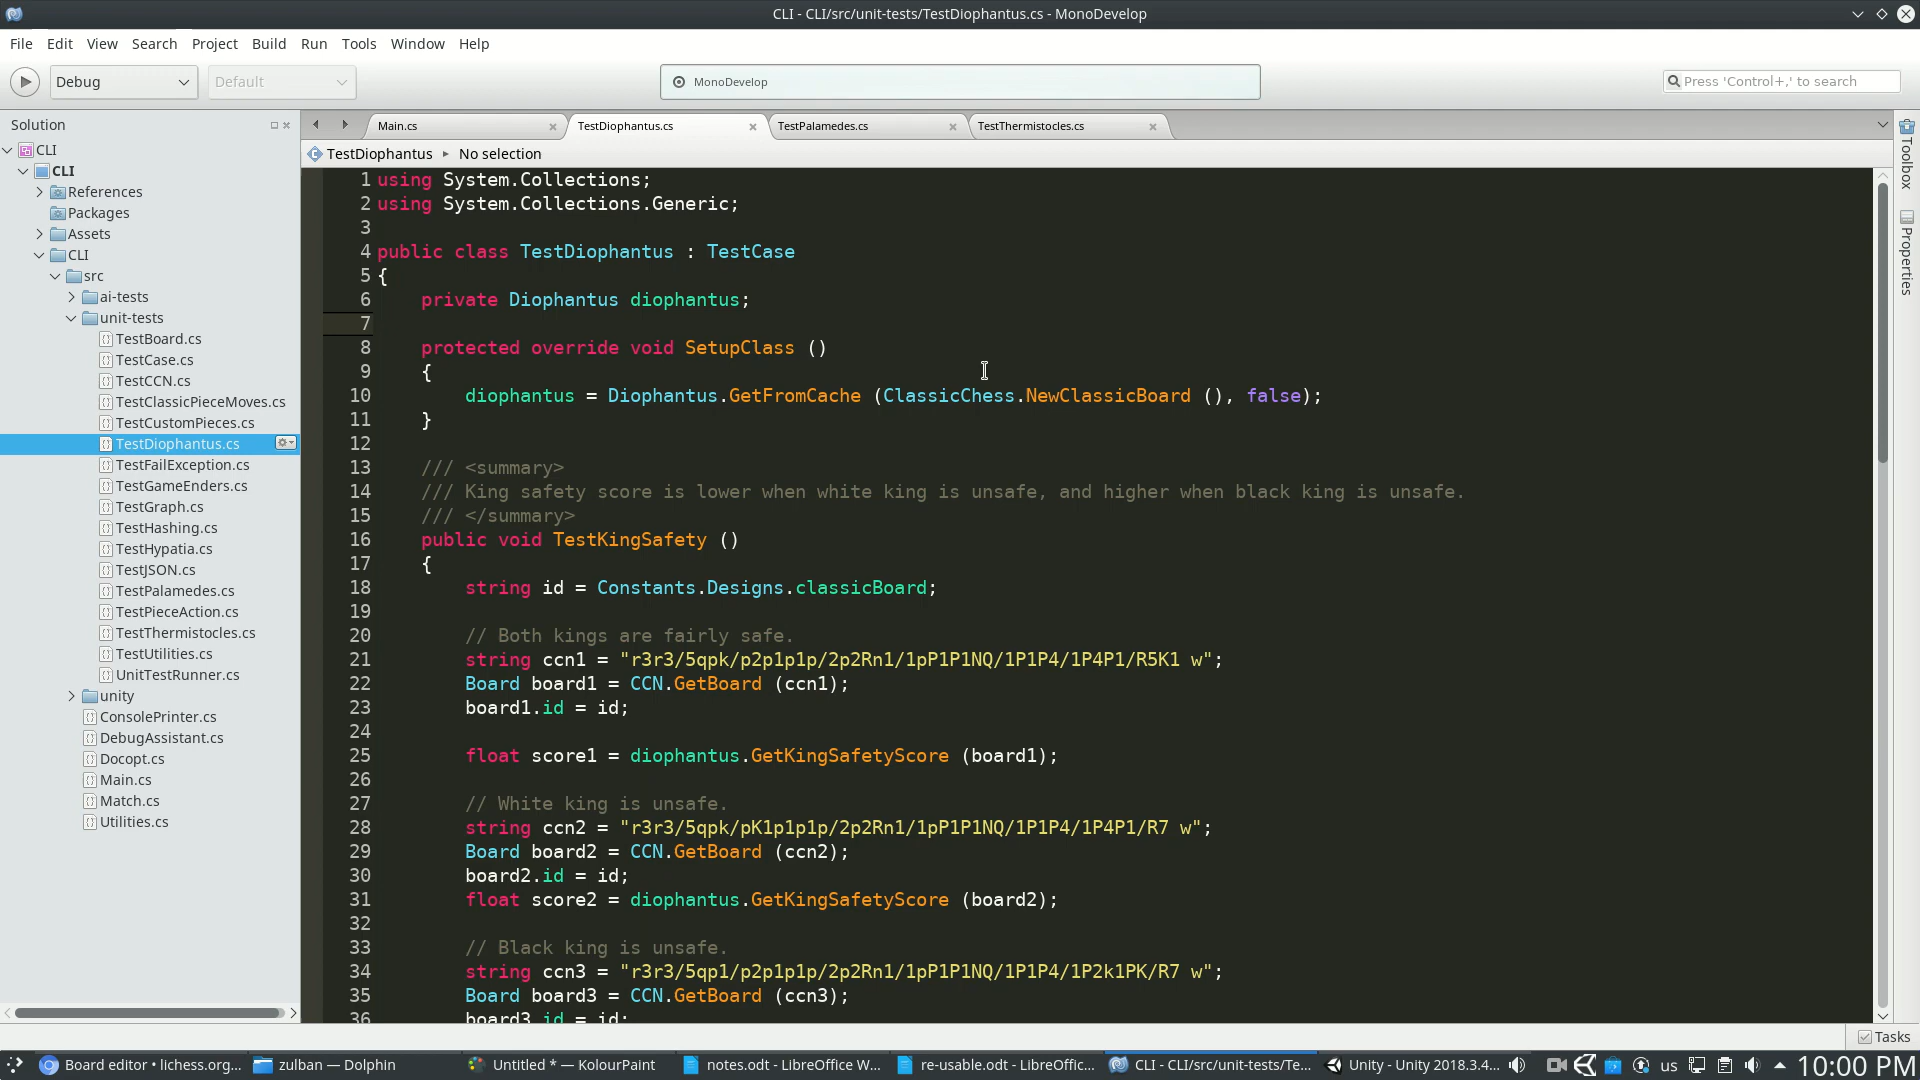 CLI - CLI/src/unit-tests/TestDiophantus.cs - MonoDevelop
File Edit View Search Project Build Run Tools Window Help
Debug Default MonoDevelop Press 'Control+,' to search
Solution
CLI
CLI
References
Packages
Assets
CLI
src
ai-tests
unit-tests
TestBoard.cs
TestCase.cs
TestCCN.cs
TestClassicPieceMoves.cs
TestCustomPieces.cs
TestDiophantus.cs
TestFailException.cs
TestGameEnders.cs
TestGraph.cs
TestHashing.cs
TestHypatia.cs
TestJSON.cs
TestPalamedes.cs
TestPieceAction.cs
TestThermistocles.cs
TestUtilities.cs
UnitTestRunner.cs
unity
ConsolePrinter.cs
DebugAssistant.cs
Docopt.cs
Main.cs
Match.cs
Utilities.cs
Main.cs TestDiophantus.cs TestPalamedes.cs TestThermistocles.cs
TestDiophantus No selection
1 using System.Collections;
2 using System.Collections.Generic;
3
4 public class TestDiophantus : TestCase
5 {
6     private Diophantus diophantus;
7
8     protected override void SetupClass ()
9     {
10         diophantus = Diophantus.GetFromCache (ClassicChess.NewClassicBoard (), false);
11     }
12
13     /// <summary>
14     /// King safety score is lower when white king is unsafe, and higher when black king is unsafe.
15     /// </summary>
16     public void TestKingSafety ()
17     {
18         string id = Constants.Designs.classicBoard;
19
20         // Both kings are fairly safe.
21         string ccn1 = "r3r3/5qpk/p2p1p1p/2p2Rn1/1pP1P1NQ/1P1P4/1P4P1/R5K1 w";
22         Board board1 = CCN.GetBoard (ccn1);
23         board1.id = id;
24
25         float score1 = diophantus.GetKingSafetyScore (board1);
26
27         // White king is unsafe.
28         string ccn2 = "r3r3/5qpk/pK1p1p1p/2p2Rn1/1pP1P1NQ/1P1P4/1P4P1/R7 w";
29         Board board2 = CCN.GetBoard (ccn2);
30         board2.id = id;
31         float score2 = diophantus.GetKingSafetyScore (board2);
32
33         // Black king is unsafe.
34         string ccn3 = "r3r3/5qp1/p2p1p1p/2p2Rn1/1pP1P1NQ/1P1P4/1P2k1PK/R7 w";
35         Board board3 = CCN.GetBoard (ccn3);
36         board3.id = id;
Toolbox
Properties
Tasks
Board editor • lichess.org... zulban — Dolphin Untitled * — KolourPaint notes.odt - LibreOffice W... re-usable.odt - LibreOffic... CLI - CLI/src/unit-tests/Te... Unity - Unity 2018.3.4... us 10:00 PM